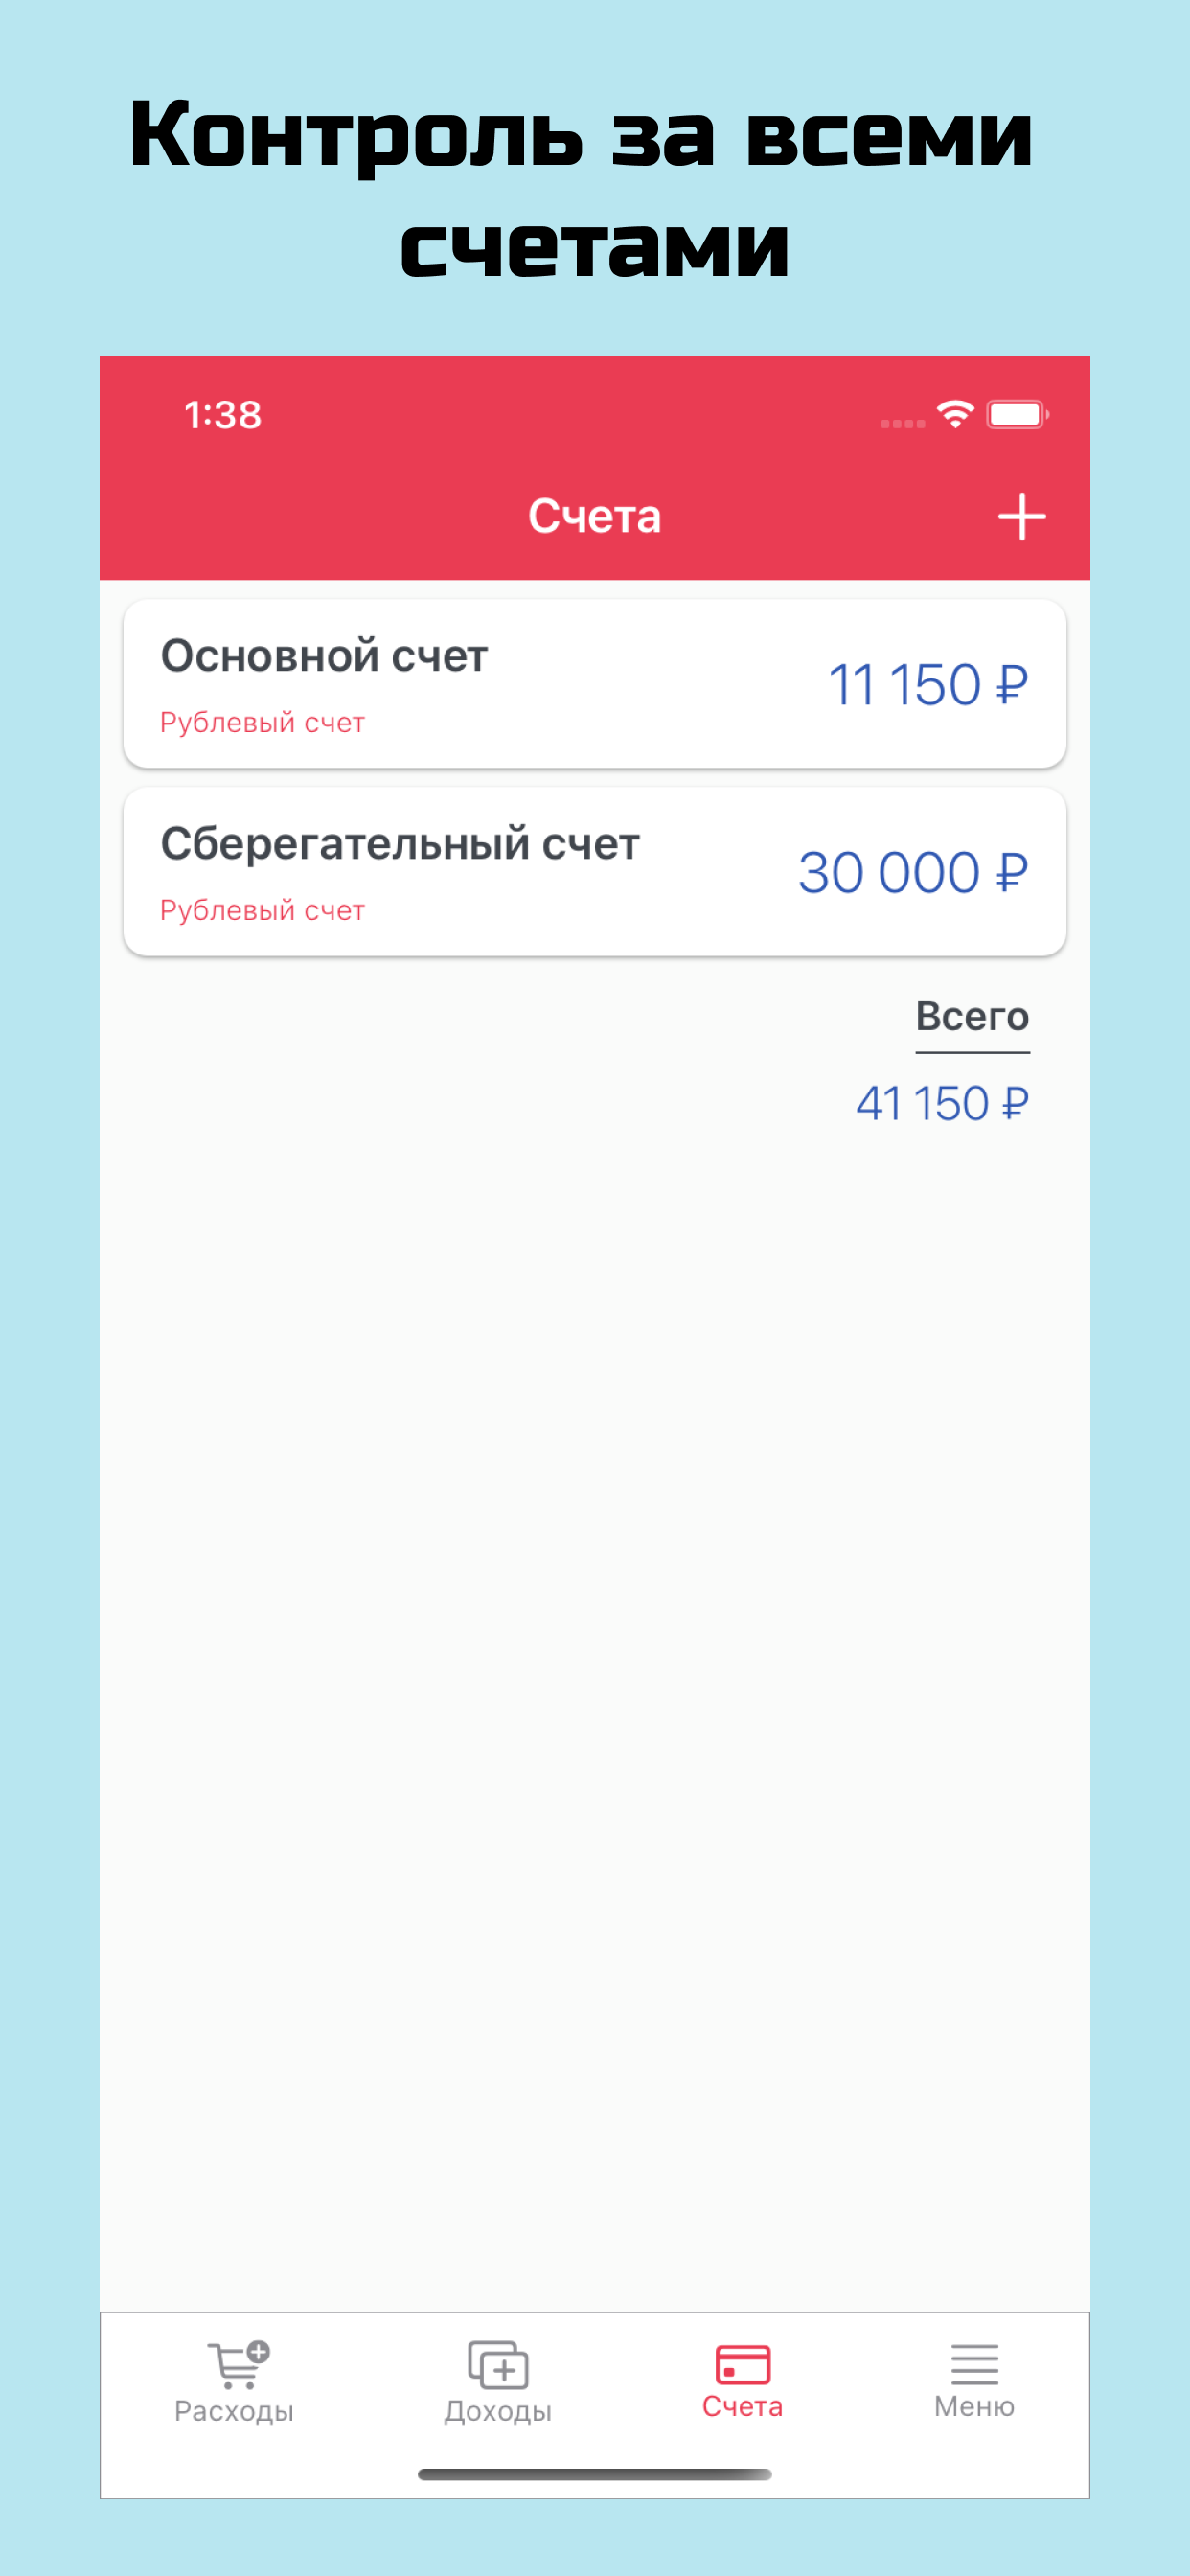 Контроль за всеми
счетами
1:38
Счета
Основной счет
11 150 ₽
Рублевый счет
Сберегательный счет
30 000 ₽
Рублевый счет
Всего
41 150 ₽
Расходы
Доходы
Счета
Меню